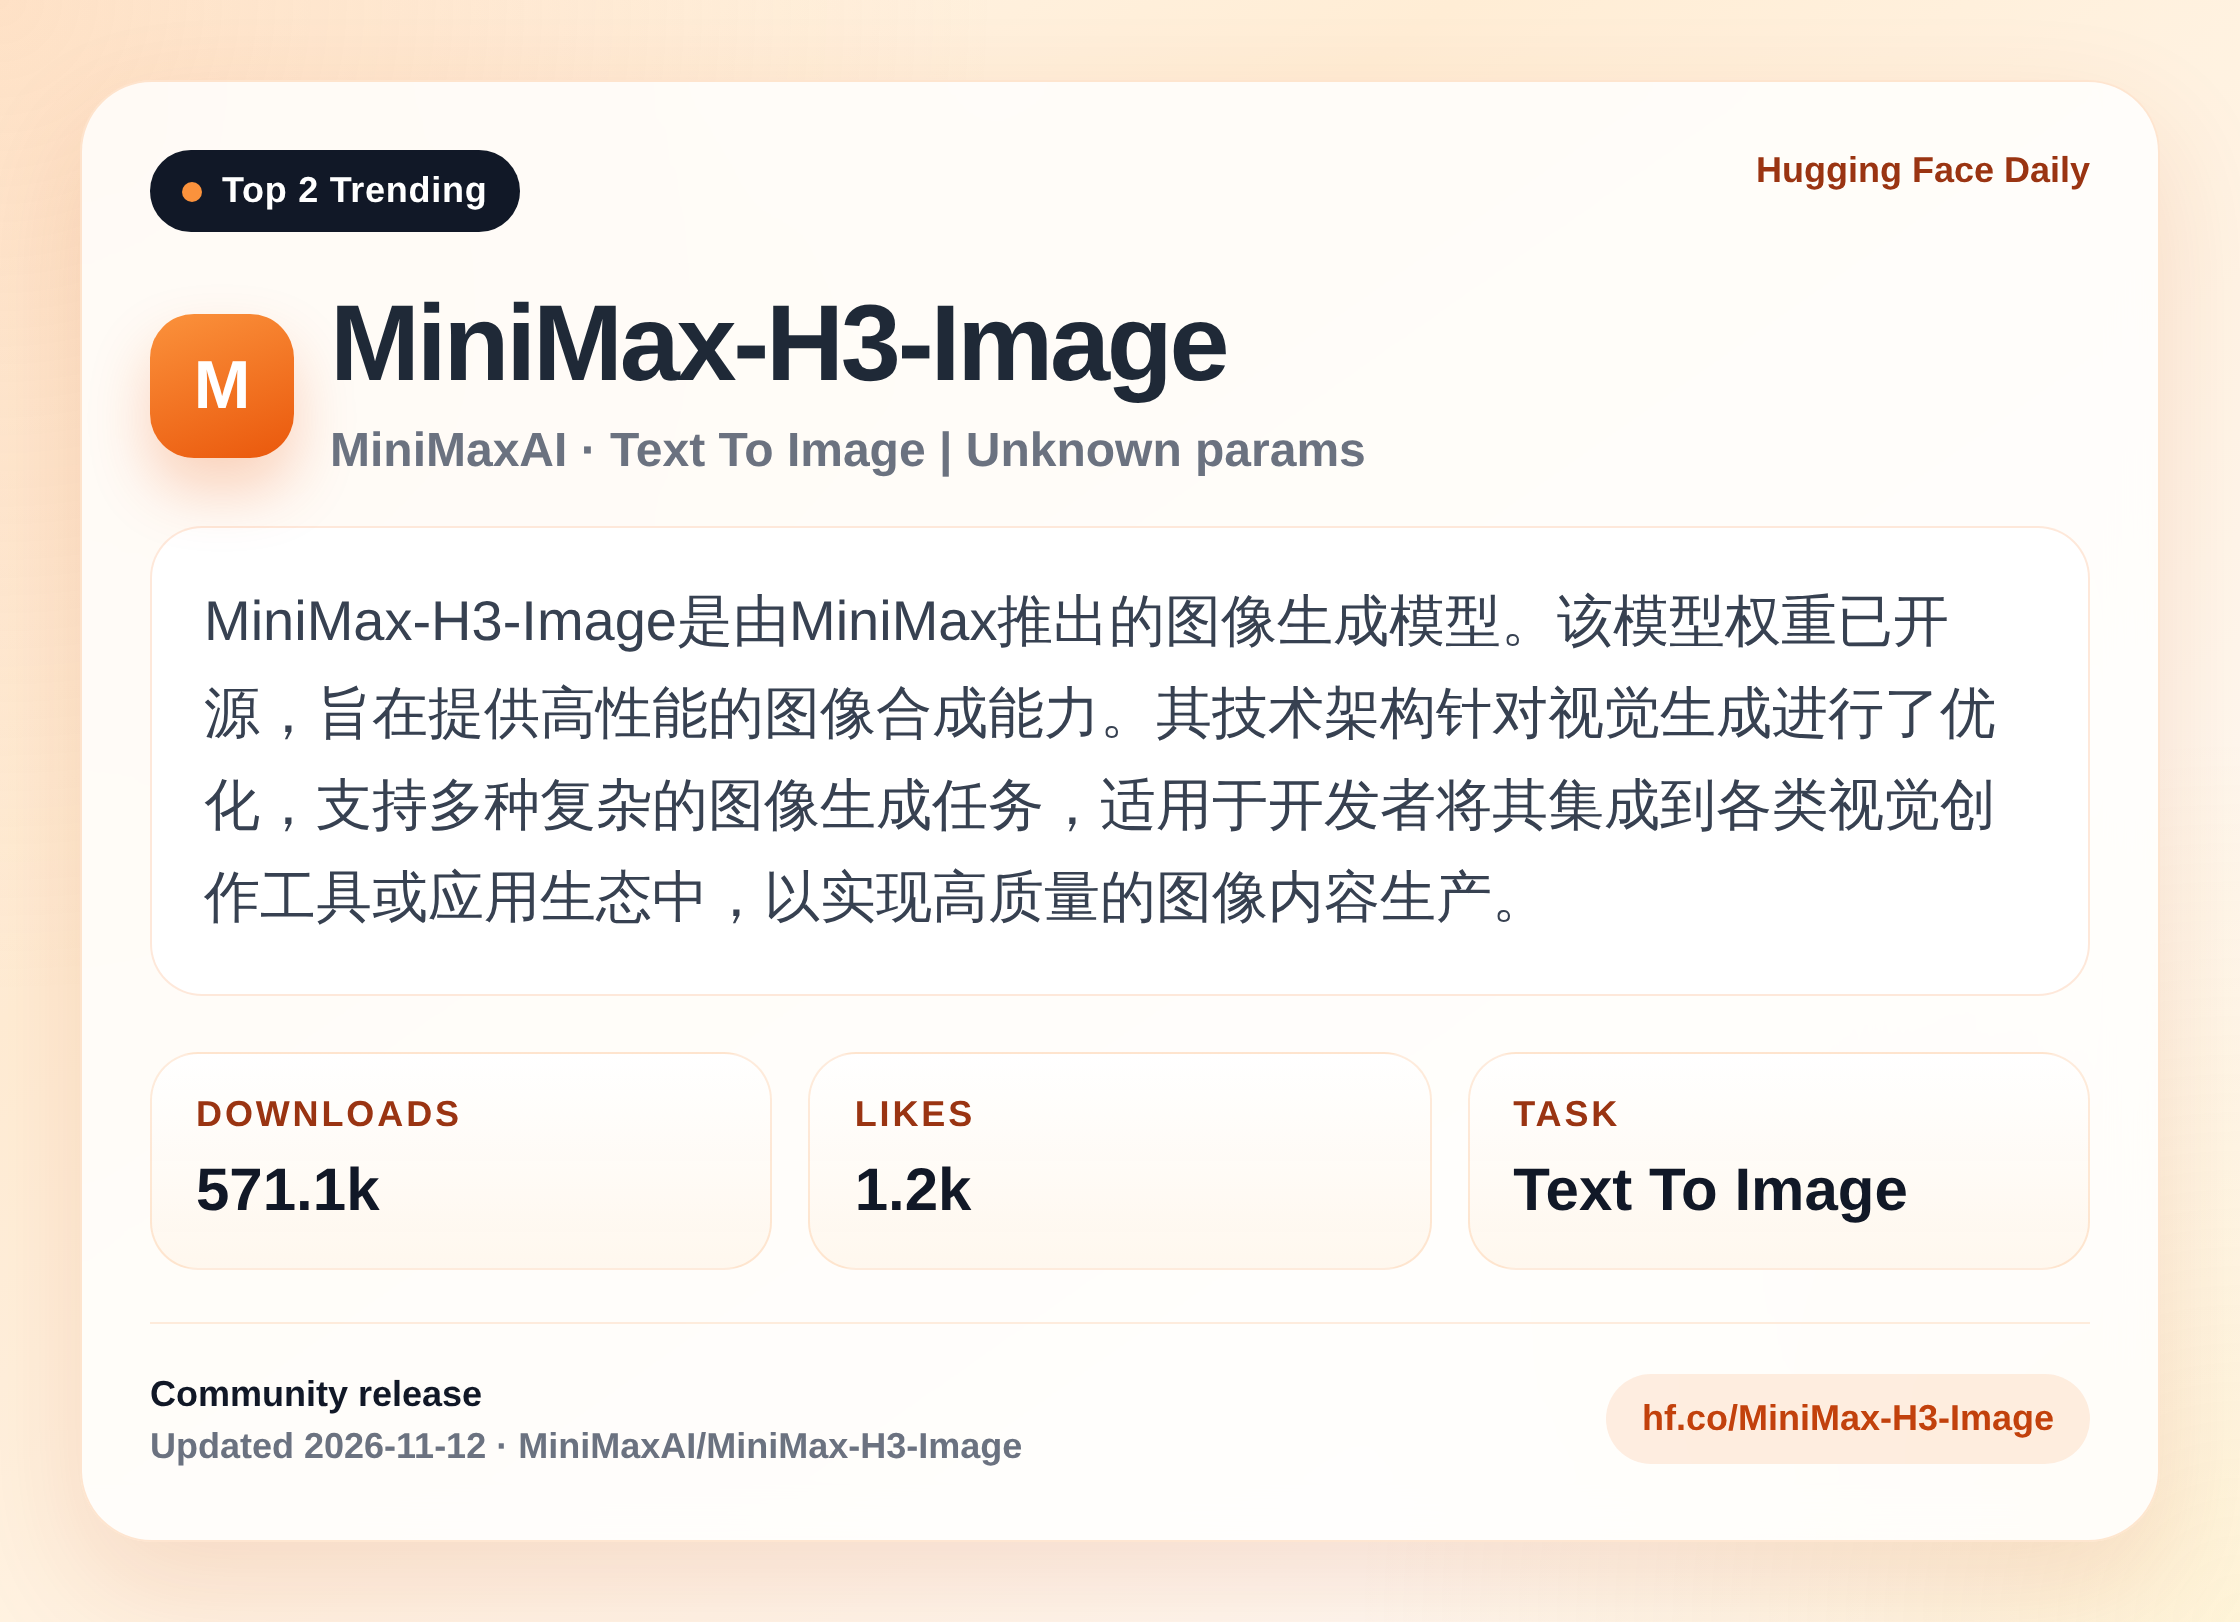 Top 2 Trending
Hugging Face Daily
M
MiniMax-H3-Image
MiniMaxAI · Text To Image | Unknown params
MiniMax-H3-Image是由MiniMax推出的图像生成模型。该模型权重已开
源，旨在提供高性能的图像合成能力。其技术架构针对视觉生成进行了优
化，支持多种复杂的图像生成任务，适用于开发者将其集成到各类视觉创
作工具或应用生态中，以实现高质量的图像内容生产。
DOWNLOADS
571.1k
LIKES
1.2k
TASK
Text To Image
Community release
Updated 2026-11-12 · MiniMaxAI/MiniMax-H3-Image
hf.co/MiniMax-H3-Image